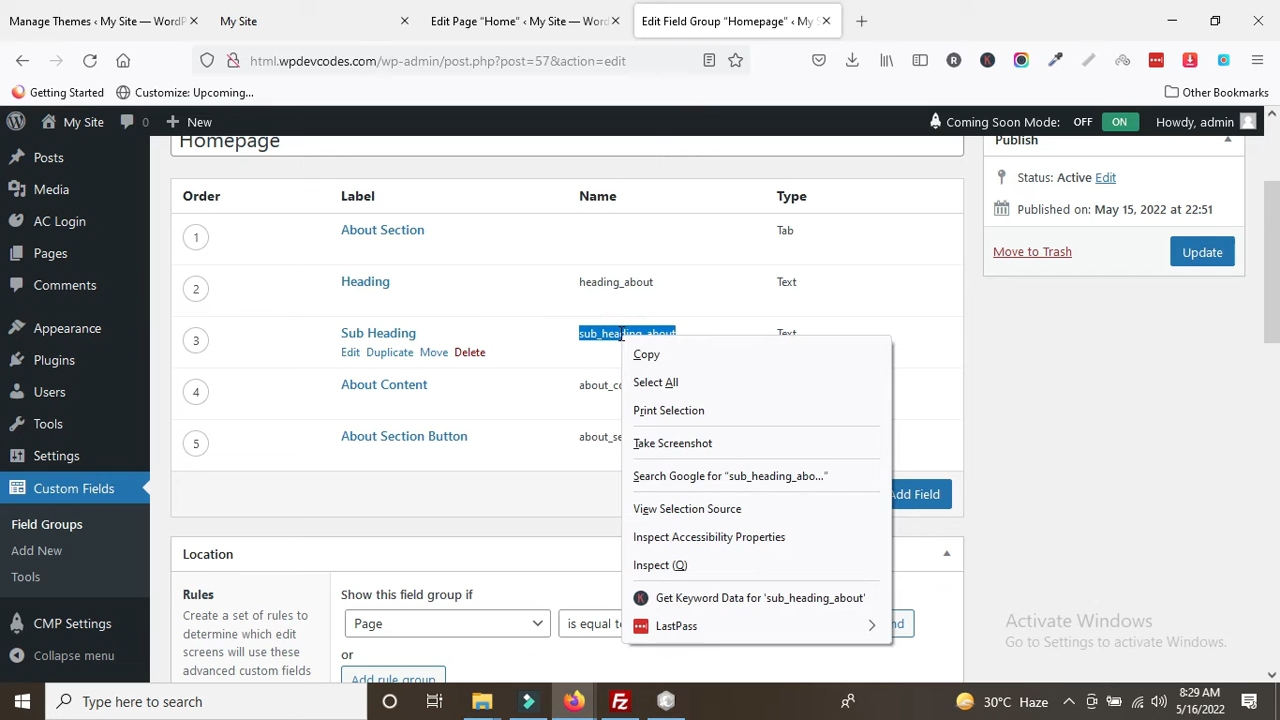 Manage Themes ‹ My Site — WordP
My Site
Edit Page "Home" ‹ My Site — Word
Edit Field Group "Homepage" ‹ My S
html.wpdevcodes.com/wp-admin/post.php?post=57&action=edit
Getting Started
Customize: Upcoming...
Other Bookmarks
My Site
0
New
Coming Soon Mode:
OFF
ON
Howdy, admin
Posts
Media
AC Login
Pages
Comments
Appearance
Plugins
Users
Tools
Settings
Custom Fields
Field Groups
Add New
Tools
CMP Settings
Collapse menu
Homepage
Order
Label
Name
Type
1
About Section
Tab
2
Heading
heading_about
Text
3
Sub Heading
sub_heading_about
Text
Edit
Duplicate
Move
Delete
4
About Content
about_co
5
About Section Button
about_se
Add Field
Copy
Select All
Print Selection
Take Screenshot
Search Google for "sub_heading_abo..."
View Selection Source
Inspect Accessibility Properties
Inspect (Q)
Get Keyword Data for 'sub_heading_about'
LastPass
Location
Rules
Create a set of rules to
determine which edit
screens will use these
advanced custom fields
Show this field group if
Page
is equal to
nd
or
Add rule group
Publish
Status: Active Edit
Published on: May 15, 2022 at 22:51
Move to Trash
Update
Activate Windows
Go to Settings to activate Windows.
Type here to search
30°C Haze
8:29 AM
5/16/2022